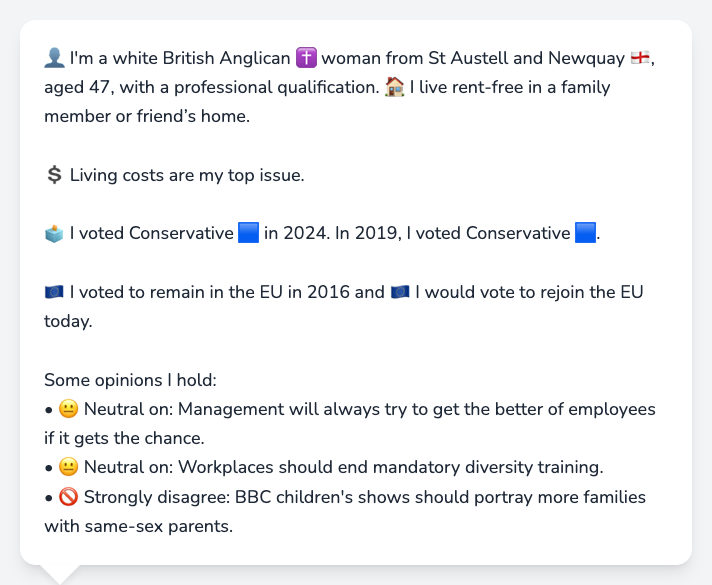 👤 I'm a white British Anglican ✝️ woman from St Austell and Newquay 🏴󠁧󠁢󠁥󠁮󠁧󠁿,
aged 47, with a professional qualification. 🏠 I live rent-free in a family
member or friend’s home.
💲 Living costs are my top issue.
🗳️ I voted Conservative 🟦 in 2024. In 2019, I voted Conservative 🟦.
🇪🇺 I voted to remain in the EU in 2016 and 🇪🇺 I would vote to rejoin the EU
today.
Some opinions I hold:
• 😐 Neutral on: Management will always try to get the better of employees
if it gets the chance.
• 😐 Neutral on: Workplaces should end mandatory diversity training.
• 🚫 Strongly disagree: BBC children's shows should portray more families
with same-sex parents.